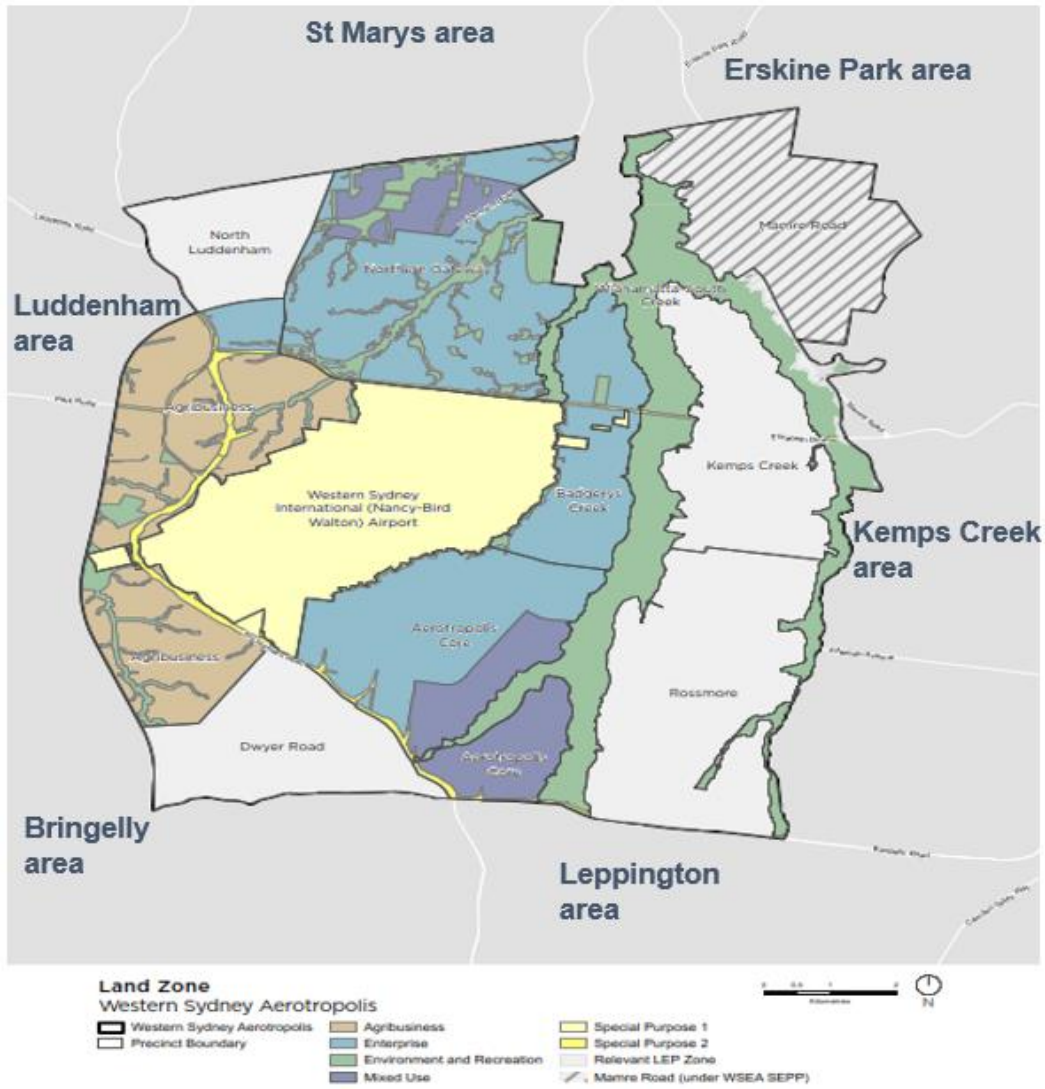 St Marys area
Erskine Park area
North
Luddenham
Mamre Road
Northern Gateway
Wianamatta-South
Creek
Luddenham
area
Agribusiness
Kemps Creek
Western Sydney
International (Nancy-Bird
Walton) Airport
Badgerys
Creek
Kemps Creek
area
Aerotropolis
Core
Agribusiness
Rossmore
Dwyer Road
Aerotropolis
Core
Bringelly
area
Leppington
area
Land Zone
Western Sydney Aerotropolis
Western Sydney Aerotropolis
Precinct Boundary
Agribusiness
Enterprise
Environment and Recreation
Mixed Use
Special Purpose 1
Special Purpose 2
Relevant LEP Zone
Mamre Road (under WSEA SEPP)
Kilometres
N